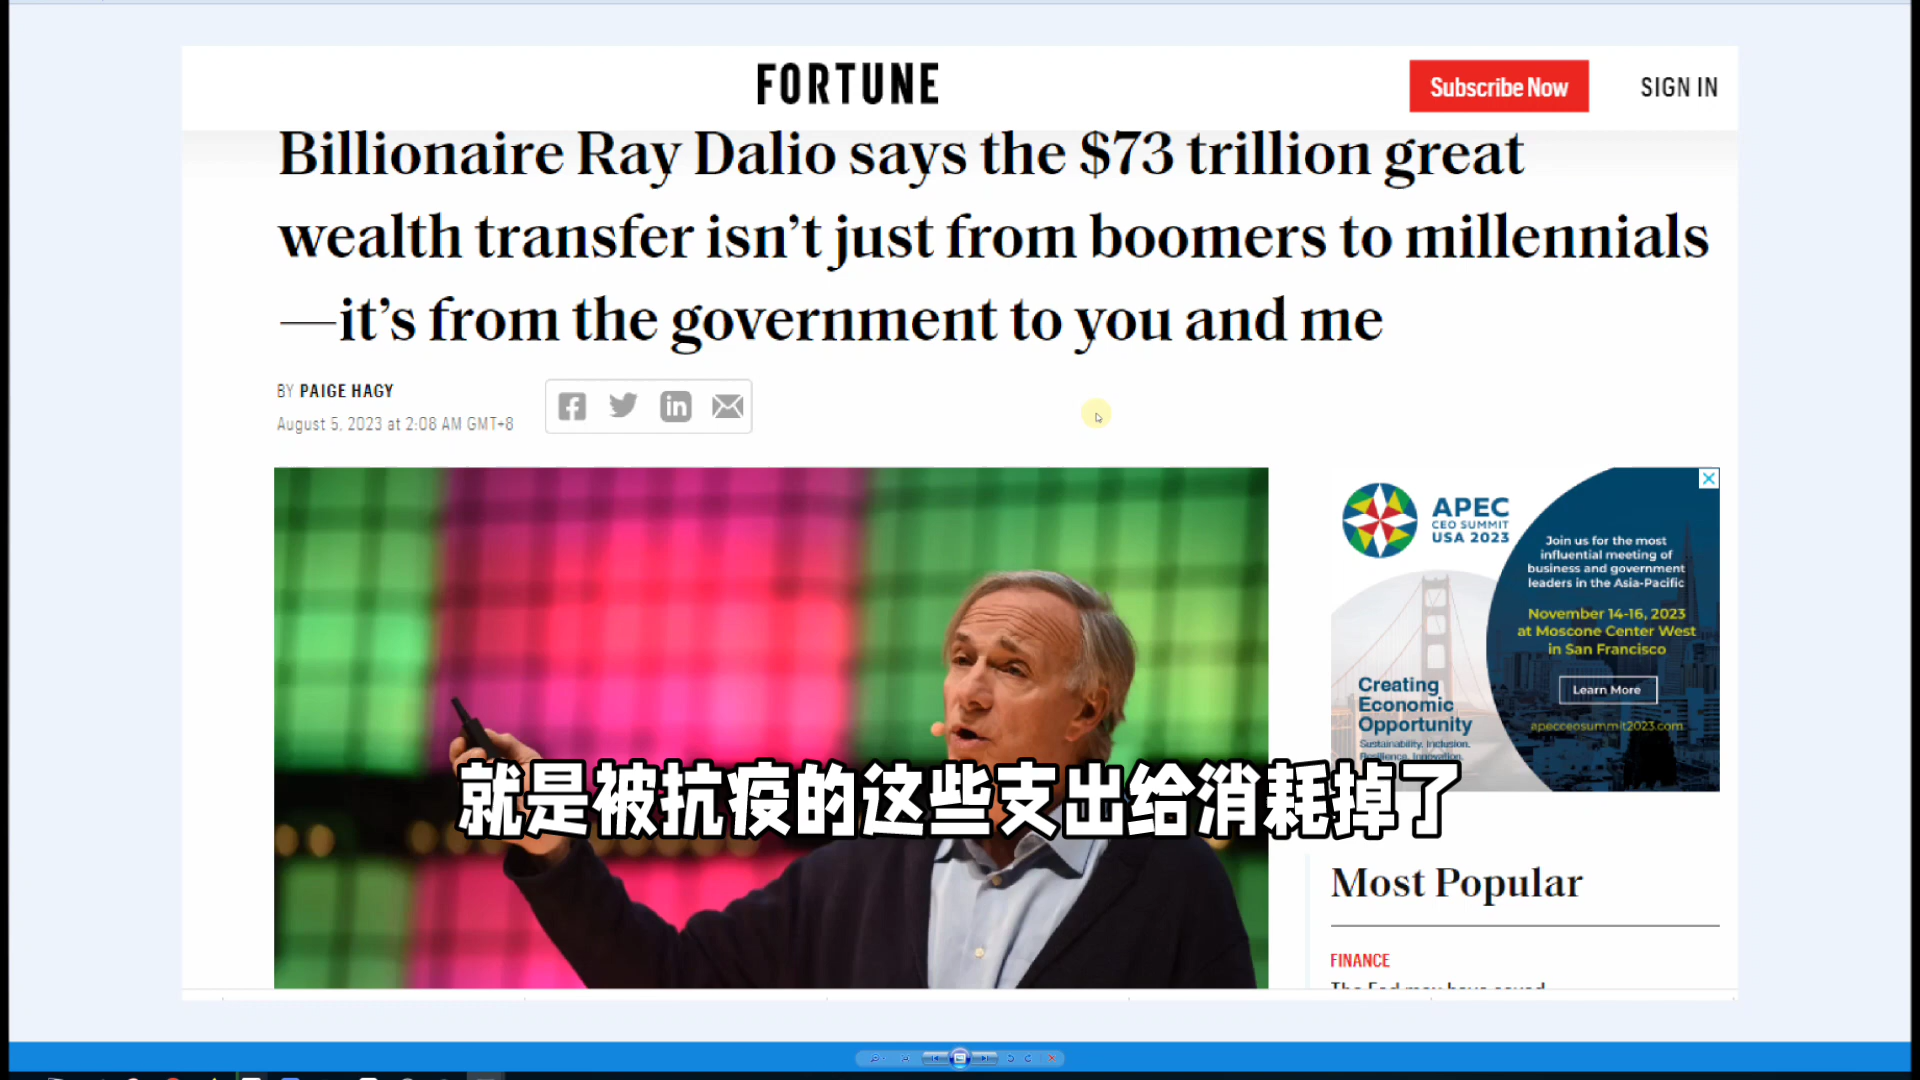 FORTUNE
Subscribe Now
SIGN IN
Billionaire Ray Dalio says the $73 trillion great
wealth transfer isn't just from boomers to millennials
—it's from the government to you and me
BY PAIGE HAGY
August 5, 2023 at 2:08 AM GMT+8
APEC
CEO SUMMIT
USA 2023
Join us for the most
influential meeting of
business and government
leaders in the Asia-Pacific
November 14-16, 2023
at Moscone Center West
in San Francisco
Learn More
apecceosummit2023.com
Creating
Economic
Opportunity
Sustainability. Inclusion.
Resilience. Innovation.
就是被抗疫的这些支出给消耗掉了
Most Popular
FINANCE